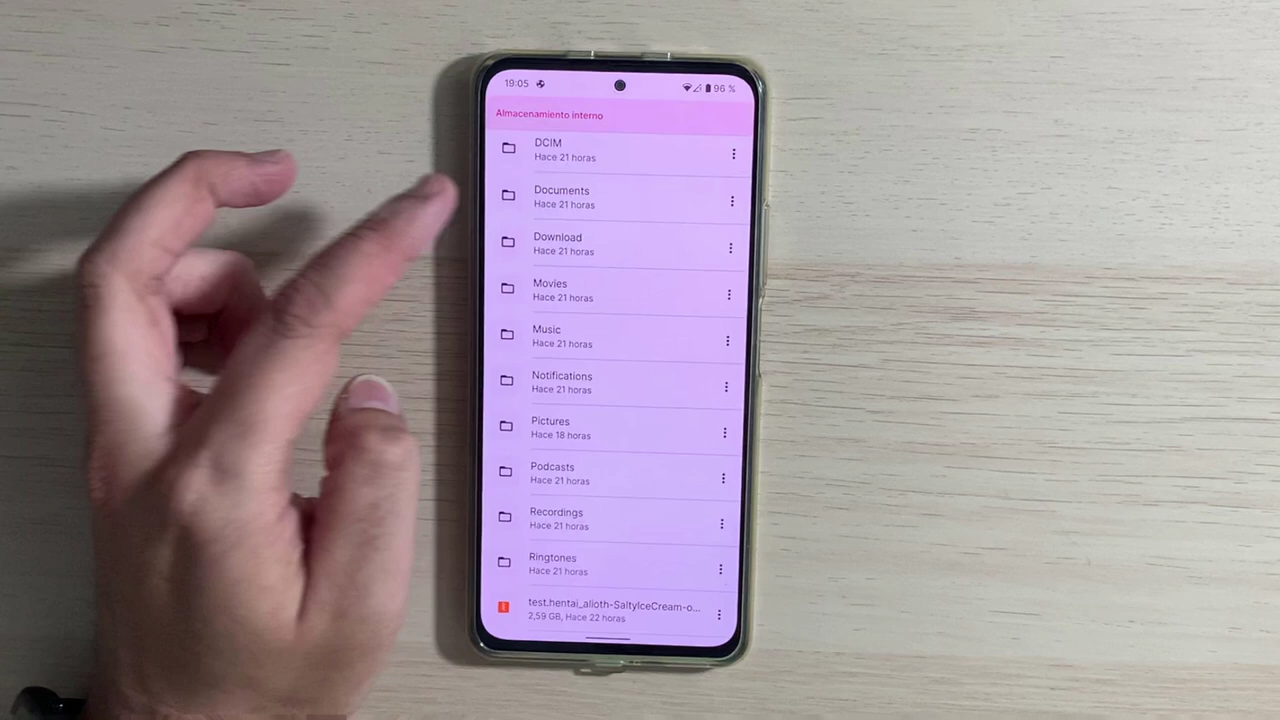 19:05 96 %
Almacenamiento interno
DCIM
Hace 21 horas
Documents
Hace 21 horas
Download
Hace 21 horas
Movies
Hace 21 horas
Music
Hace 21 horas
Notifications
Hace 21 horas
Pictures
Hace 18 horas
Podcasts
Hace 21 horas
Recordings
Hace 21 horas
Ringtones
Hace 21 horas
test.hentai_alioth-SaltyIceCream-o...
2,59 GB, Hace 22 horas